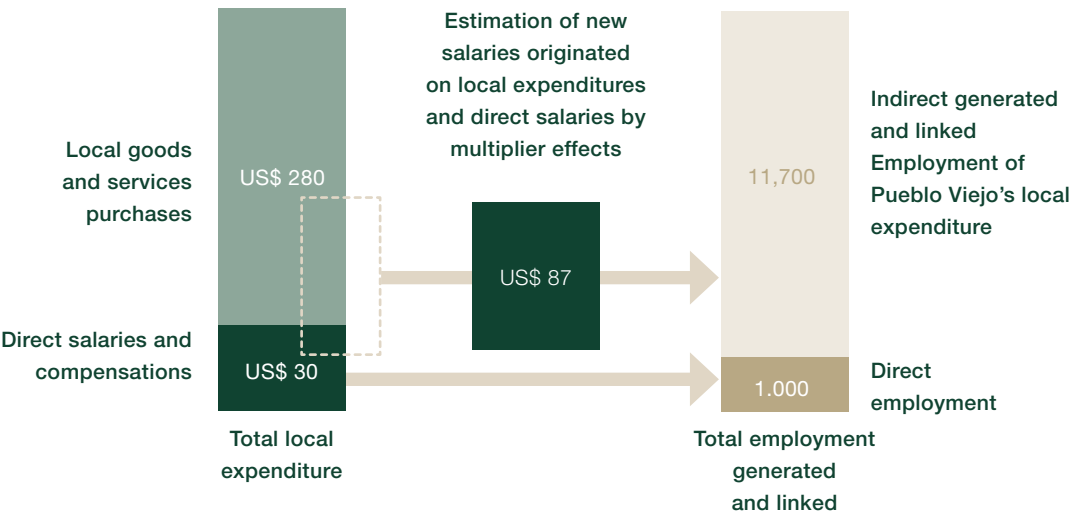 Estimation of new
salaries originated
on local expenditures
and direct salaries by
multiplier effects
Local goods
and services
purchases
US$ 280
US$ 87
11,700
Indirect generated
and linked
Employment of
Pueblo Viejo's local
expenditure
Direct salaries and
compensations
US$ 30
1.000
Direct
employment
Total local
expenditure
Total employment
generated
and linked